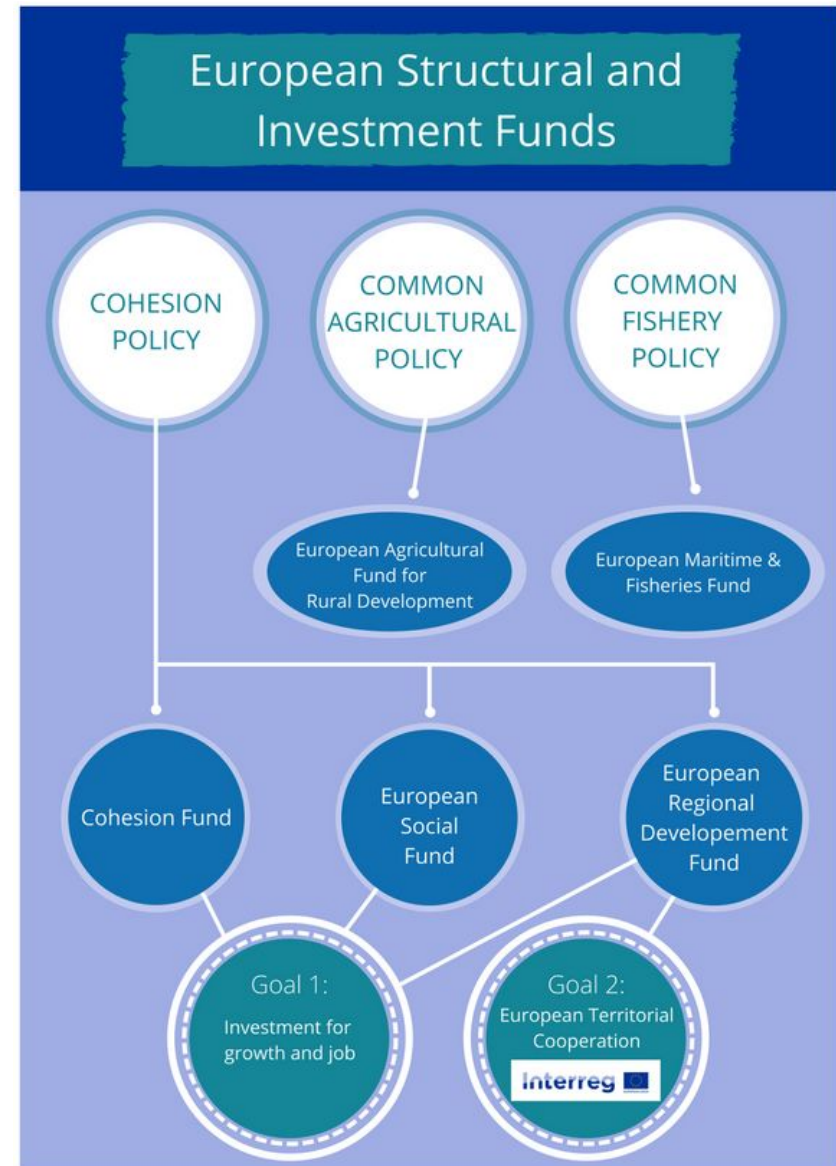 European Structural and
Investment Funds
COHESION
POLICY
COMMON
AGRICULTURAL
POLICY
COMMON
FISHERY
POLICY
European Agricultural
Fund for
Rural Development
European Maritime &
Fisheries Fund
Cohesion Fund
European
Social
Fund
European
Regional
Developement
Fund
Goal 1:
Investment for
growth and job
Goal 2:
European Territorial
Cooperation
Interreg